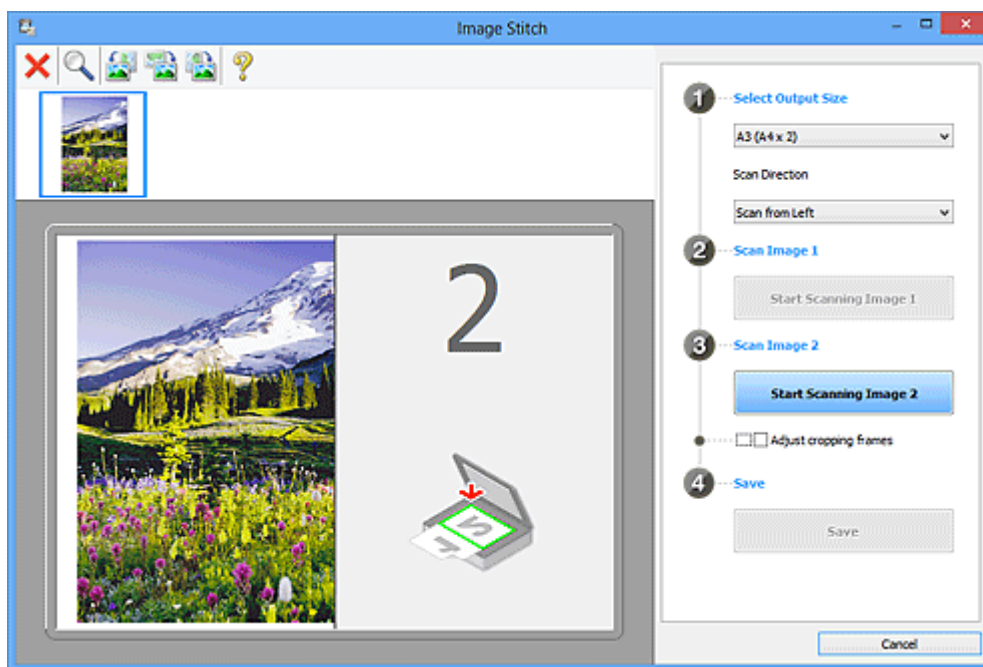 Image Stitch
1 Select Output Size
A3 (A4 x 2)
Scan Direction
Scan from Left
2 Scan Image 1
Start Scanning Image 1
3 Scan Image 2
Start Scanning Image 2
Adjust cropping frames
4 Save
Save
Cancel
2
1 2